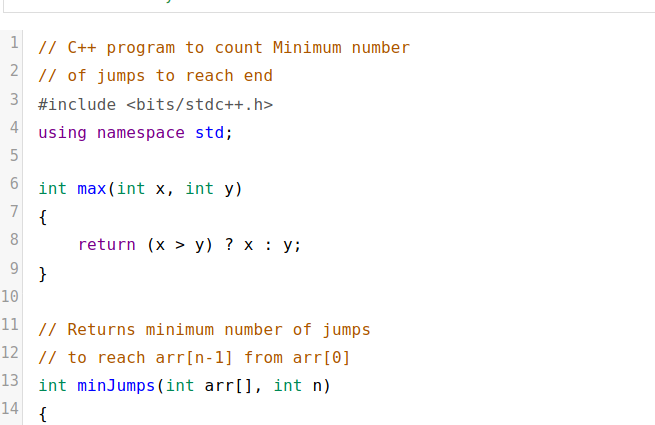 1 // C++ program to count Minimum number
2 // of jumps to reach end
3 #include <bits/stdc++.h>
4 using namespace std;
5
6 int max(int x, int y)
7 {
8     return (x > y) ? x : y;
9 }
10
11 // Returns minimum number of jumps
12 // to reach arr[n-1] from arr[0]
13 int minJumps(int arr[], int n)
14 {